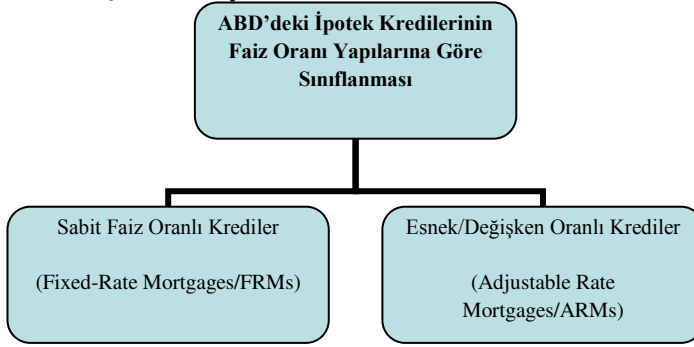 ABD’deki İpotek Kredilerinin
Faiz Oranı Yapılarına Göre
Sınıflanması
Sabit Faiz Oranlı Krediler
(Fixed-Rate Mortgages/FRMs)
Esnek/Değişken Oranlı Krediler
(Adjustable Rate
Mortgages/ARMs)